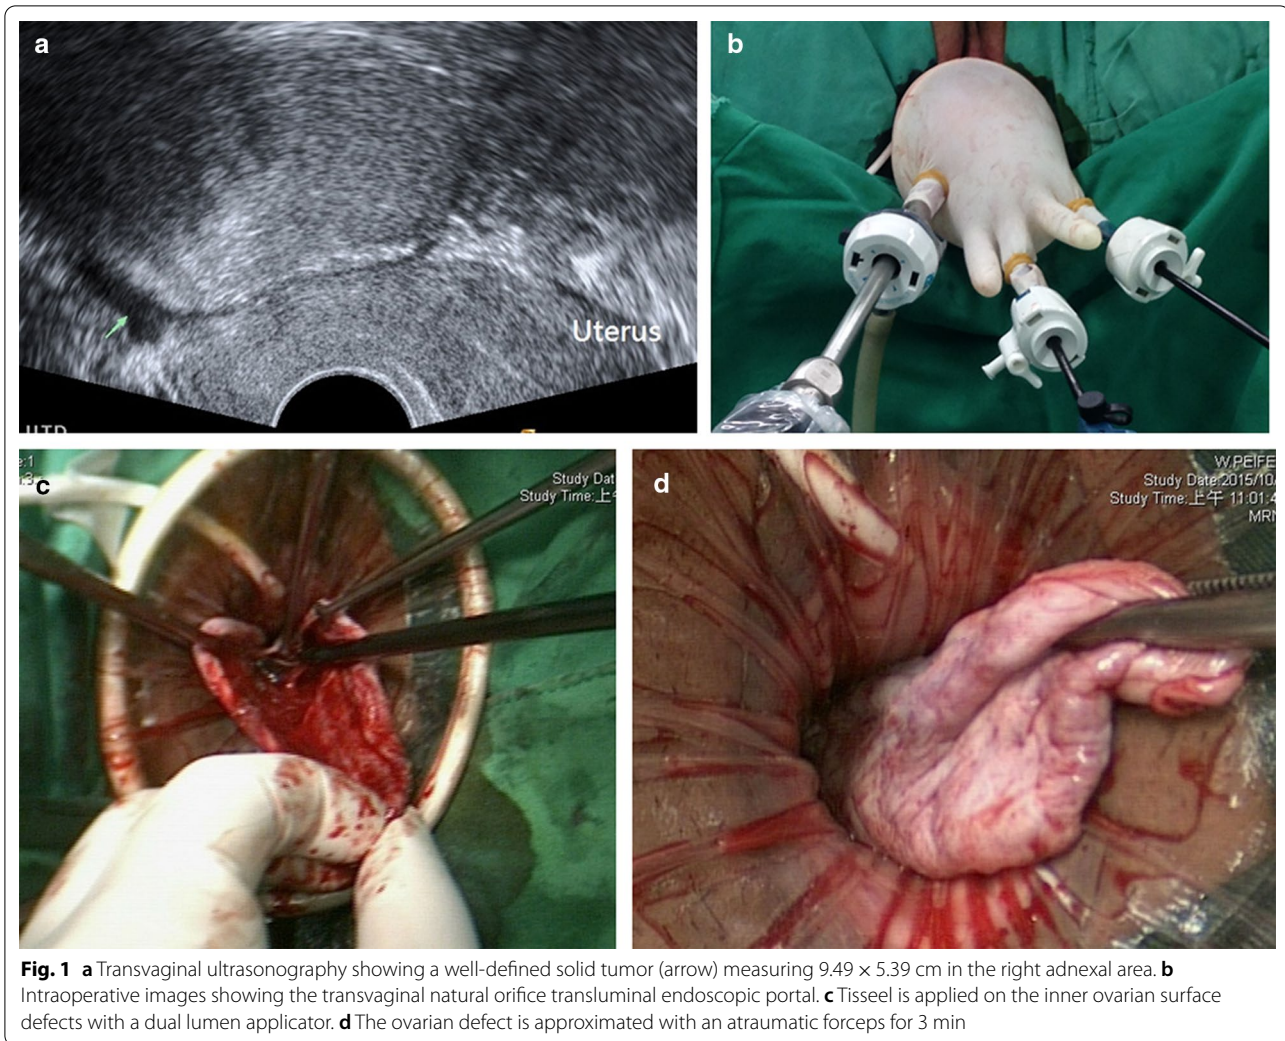 a
Uterus
b
:1
c
Study Dat
Study Time:上午
d
W.PEIFE
Study Date:2015/10/
Study Time:上午 11:01:4
MRN
Fig. 1 a Transvaginal ultrasonography showing a well-defined solid tumor (arrow) measuring 9.49 × 5.39 cm in the right adnexal area. b
Intraoperative images showing the transvaginal natural orifice transluminal endoscopic portal. c Tisseel is applied on the inner ovarian surface
defects with a dual lumen applicator. d The ovarian defect is approximated with an atraumatic forceps for 3 min